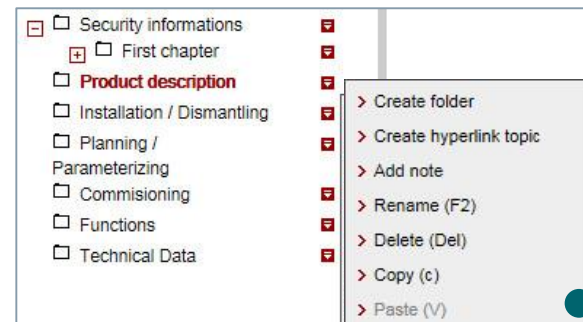 Security informations
First chapter
Product description
Installation / Dismantling
Planning /
Parameterizing
Commisioning
Functions
Technical Data
> Create folder
> Create hyperlink topic
> Add note
> Rename (F2)
> Delete (Del)
> Copy (c)
> Paste (V)